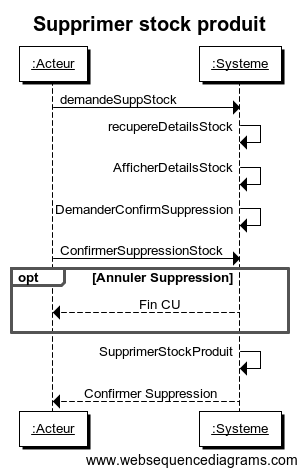 Supprimer stock produit
:Acteur
:Systeme
demandeSuppStock
recupereDetailsStock
AfficherDetailsStock
DemanderConfirmSuppression
ConfirmerSuppressionStock
opt
[Annuler Suppression]
Fin CU
SupprimerStockProduit
Confirmer Suppression
:Acteur
:Systeme
www.websequencediagrams.com